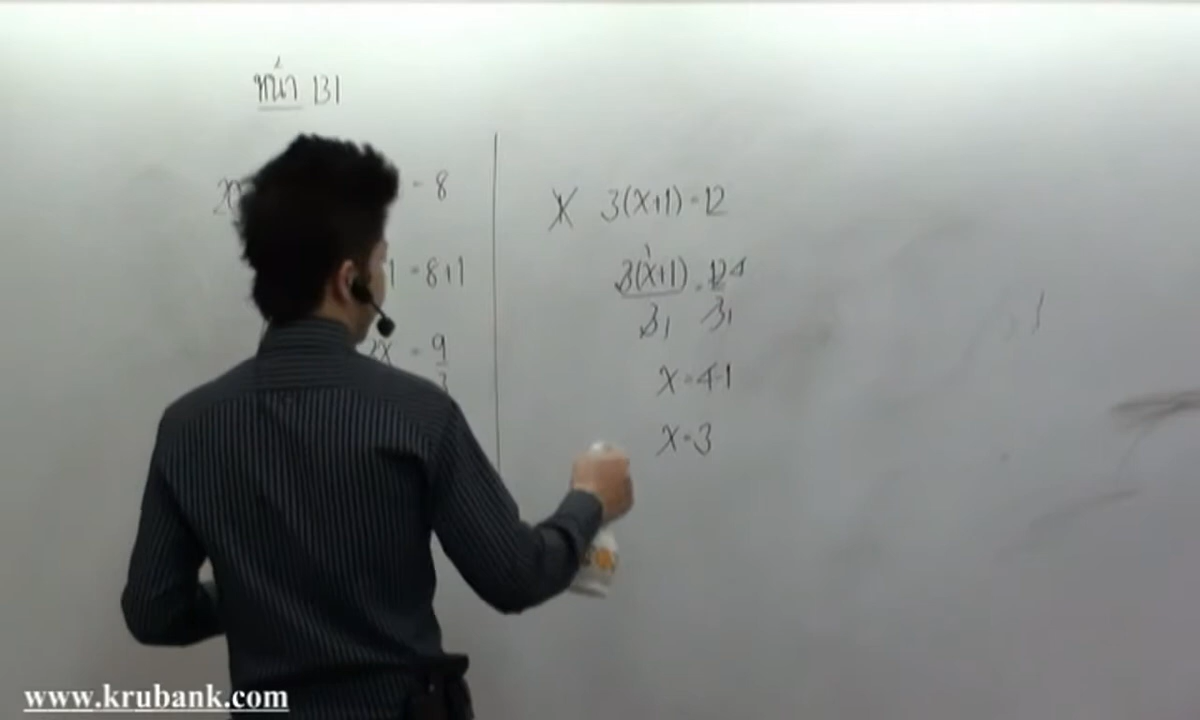 หน้า 131
= 8
1 = 8+1
2x = 9
3
X 3(x+1) = 12
3(x+1) = 12 4
3 1 3 1
x = 4-1
x = 3
www.krubank.com